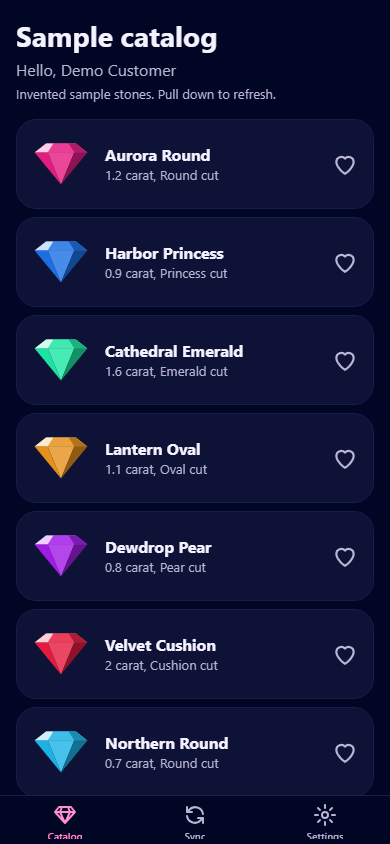 Sample catalog
Hello, Demo Customer
Invented sample stones. Pull down to refresh.
Aurora Round
1.2 carat, Round cut
Harbor Princess
0.9 carat, Princess cut
Cathedral Emerald
1.6 carat, Emerald cut
Lantern Oval
1.1 carat, Oval cut
Dewdrop Pear
0.8 carat, Pear cut
Velvet Cushion
2 carat, Cushion cut
Northern Round
0.7 carat, Round cut
Catalog
Sync
Settings